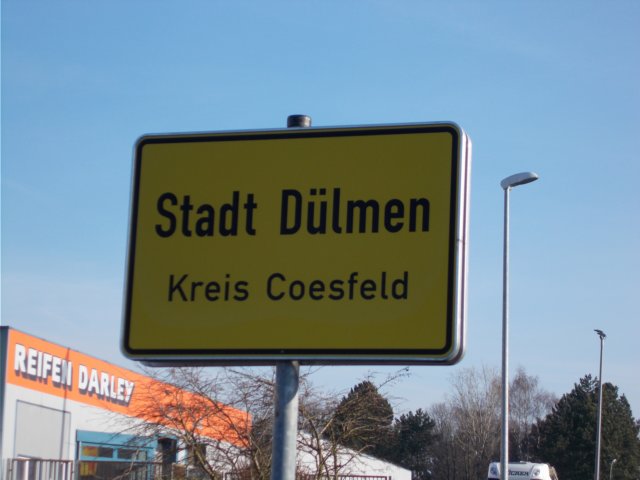 Stadt Dülmen
Kreis Coesfeld
REIFEN DARLEY